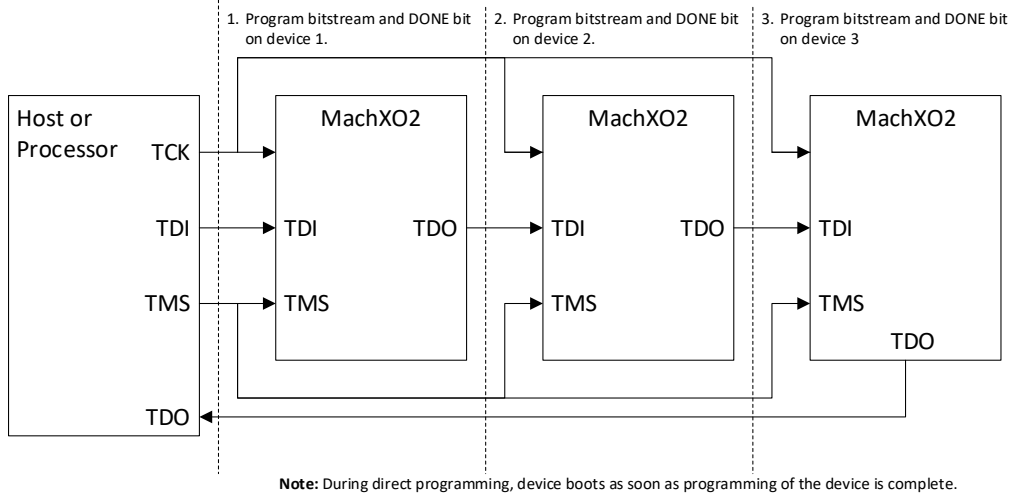 1. Program bitstream and DONE bit
on device 1.
2. Program bitstream and DONE bit
on device 2.
3. Program bitstream and DONE bit
on device 3
Host or
Processor
TCK
TDI
TMS
TDO
MachXO2
TDI
TDO
TMS
MachXO2
TDI
TDO
TMS
MachXO2
TDI
TMS
TDO
Note: During direct programming, device boots as soon as programming of the device is complete.